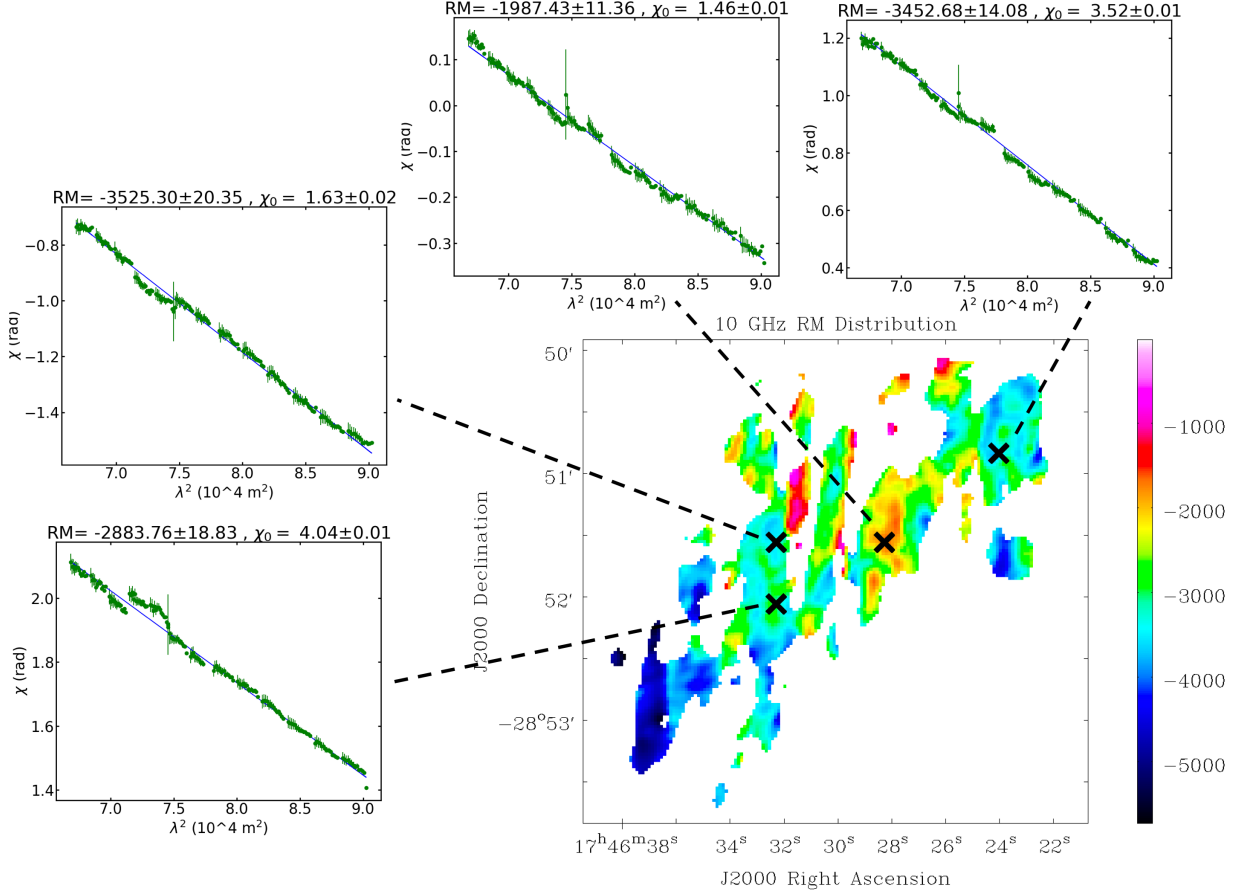 RM= -1987.43±11.36 , χ0 = 1.46±0.01
0.1
0.0
−0.1
−0.2
−0.3
χ (rad)
7.0 7.5 8.0 8.5 9.0
λ² (10^4 m²)
RM= -3452.68±14.08 , χ0 = 3.52±0.01
1.2
1.0
0.8
0.6
0.4
χ (rad)
7.0 7.5 8.0 8.5 9.0
λ² (10^4 m²)
RM= -3525.30±20.35 , χ0 = 1.63±0.02
−0.8
−1.0
−1.2
−1.4
χ (rad)
7.0 7.5 8.0 8.5 9.0
λ² (10^4 m²)
RM= -2883.76±18.83 , χ0 = 4.04±0.01
2.0
1.8
1.6
1.4
χ (rad)
7.0 7.5 8.0 8.5 9.0
λ² (10^4 m²)
10 GHz RM Distribution
50'
51'
52'
−28°53'
J2000 Declination
17h46m38s 34s 32s 30s 28s 26s 24s 22s
J2000 Right Ascension
−1000
−2000
−3000
−4000
−5000